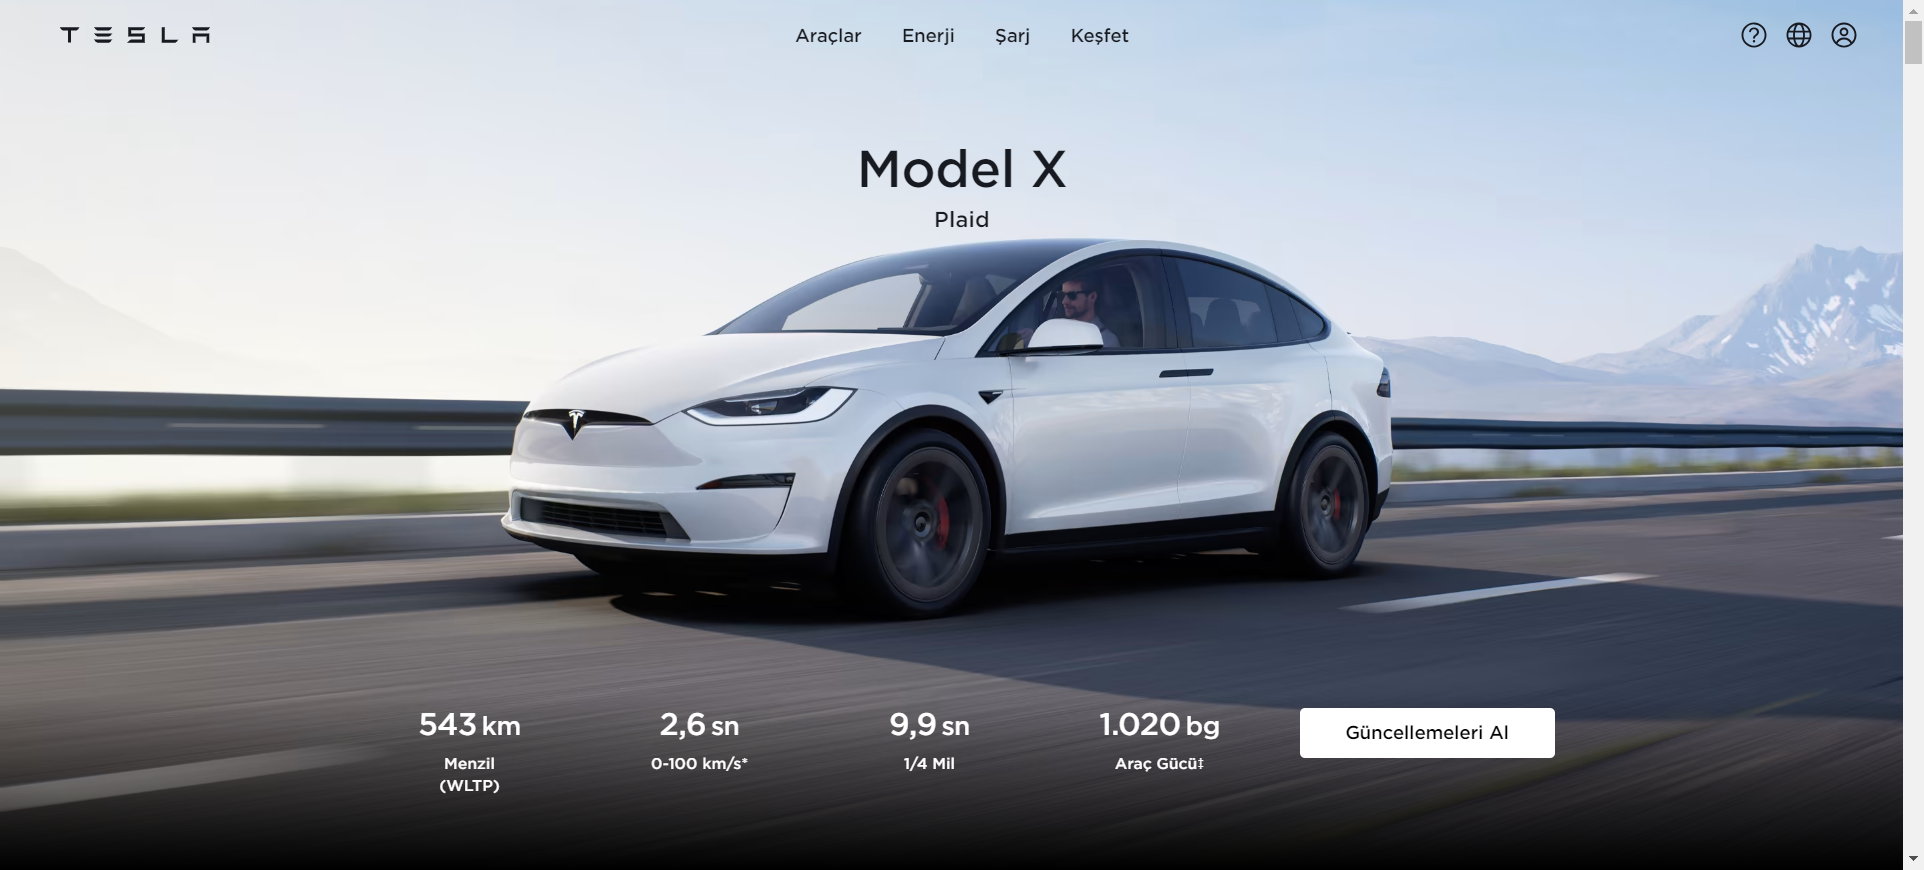 TESLA
Araçlar Enerji Şarj Keşfet
Model X
Plaid
543 km 2,6 sn 9,9 sn 1.020 bg
Menzil (WLTP) 0-100 km/s* 1/4 Mil Araç Gücü‡
Güncellemeleri Al